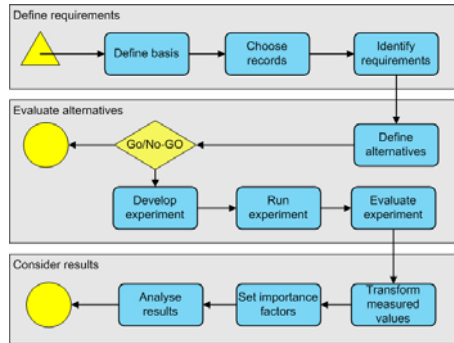 Define requirements
Define basis
Choose
records
Identify
requirements
Evaluate alternatives
Go/No-GO
Define
alternatives
Develop
experiment
Run
experiment
Evaluate
experiment
Consider results
Analyse
results
Set importance
factors
Transform
measured
values